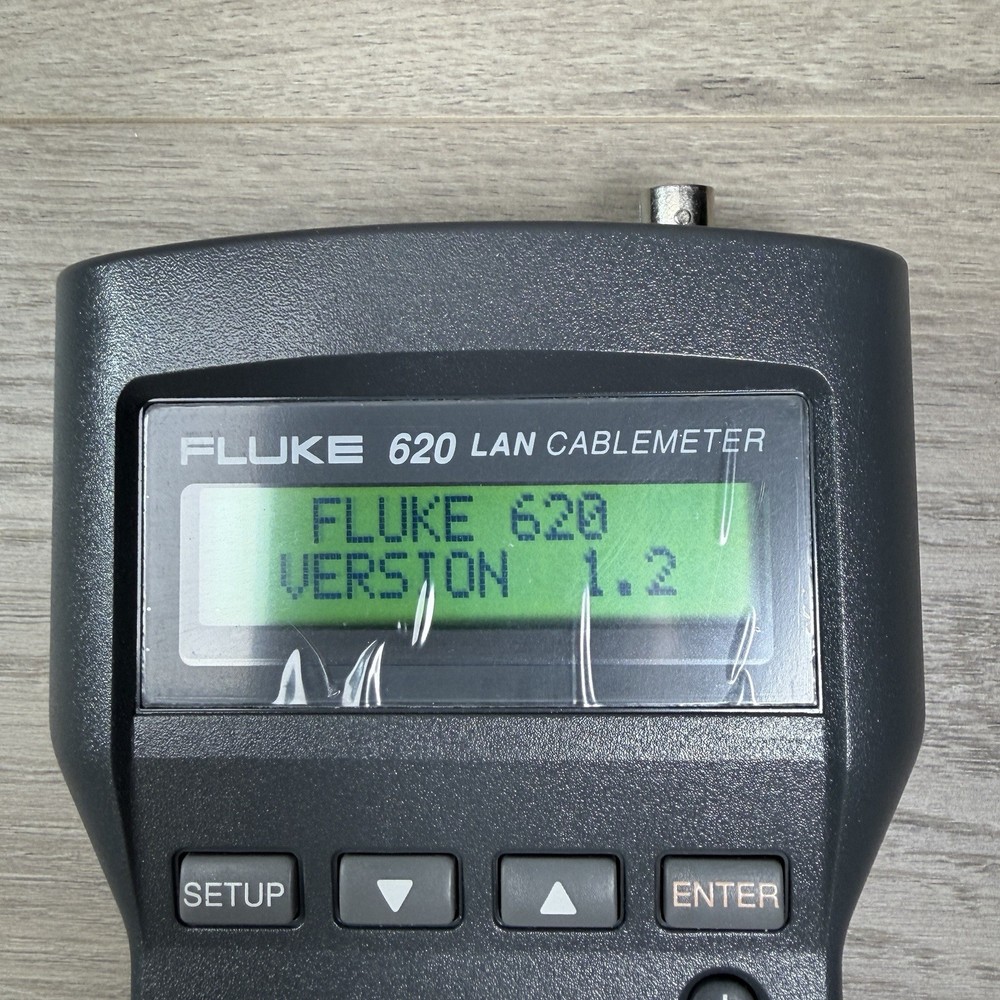 FLUKE 620 LAN CABLEMETER
FLUKE 620
VERSION 1.2
SETUP ▼ ▲ ENTER